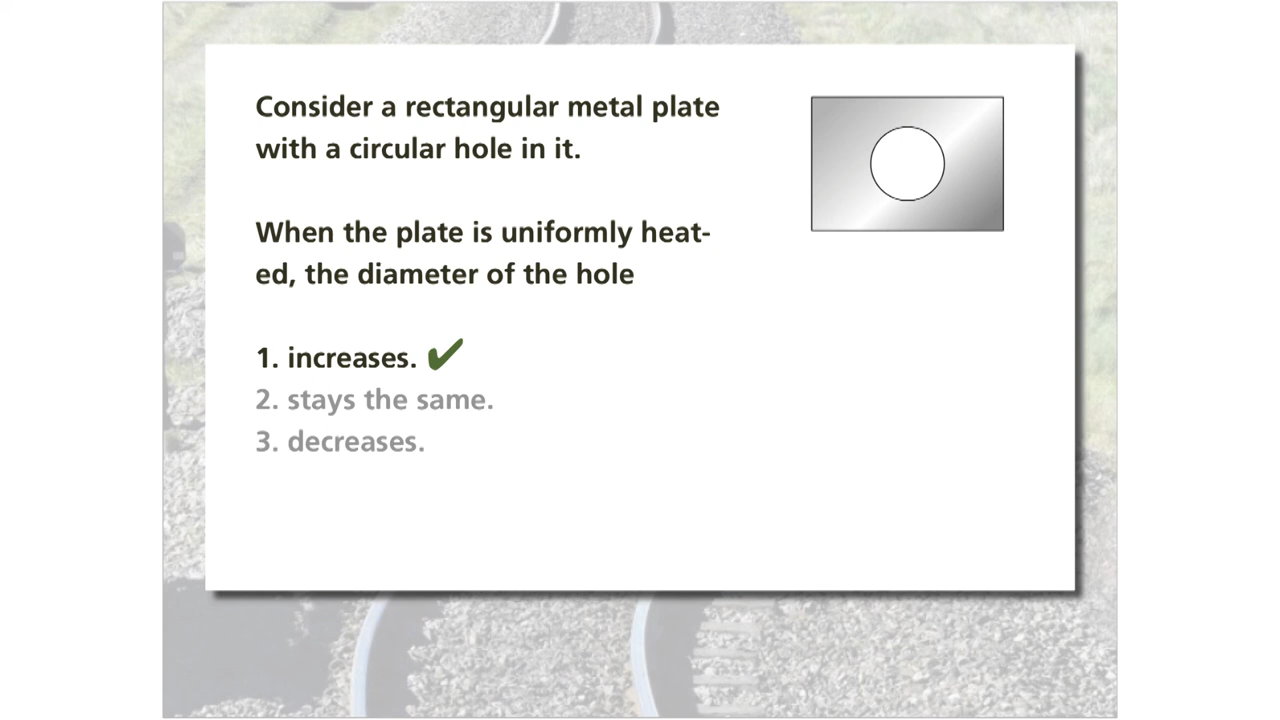 Consider a rectangular metal plate
with a circular hole in it.
When the plate is uniformly heat-
ed, the diameter of the hole
1. increases. ✔
2. stays the same.
3. decreases.